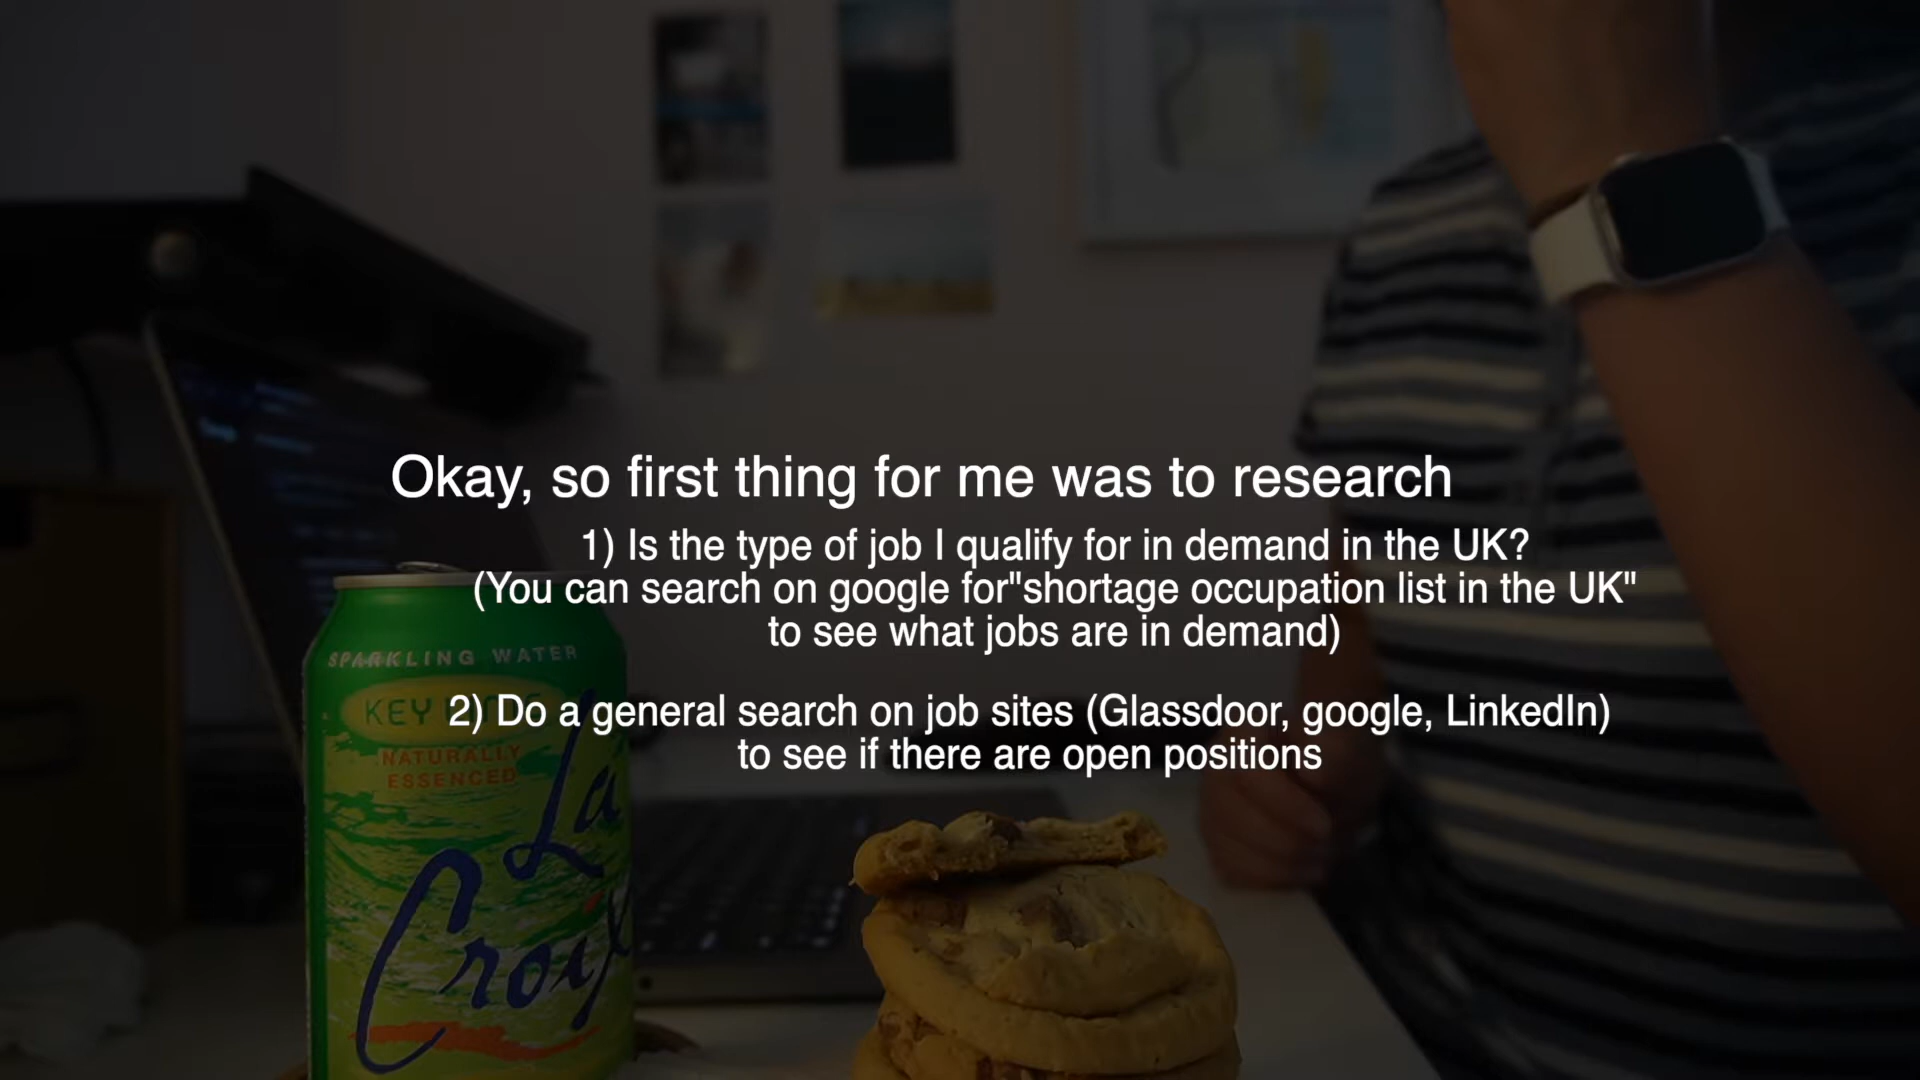 Okay, so first thing for me was to research
1) Is the type of job I qualify for in demand in the UK?
(You can search on google for"shortage occupation list in the UK"
to see what jobs are in demand)
2) Do a general search on job sites (Glassdoor, google, LinkedIn)
to see if there are open positions
SPARKLING WATER
KEY
NATURALLY
ESSENCED
La
Croix